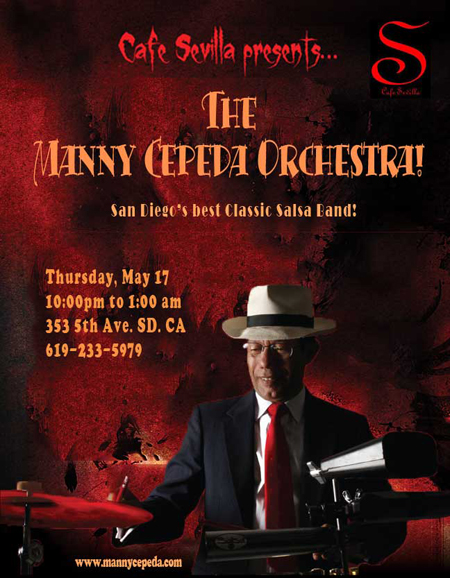 Cafe Sevilla presents...
S
Cafe Sevilla
The
Manny Cepeda Orchestra!
San Diego's best Classic Salsa Band!
Thursday, May 17
10:00pm to 1:00 am
353 5th Ave. SD. CA
619-233-5979
www.mannycepeda.com